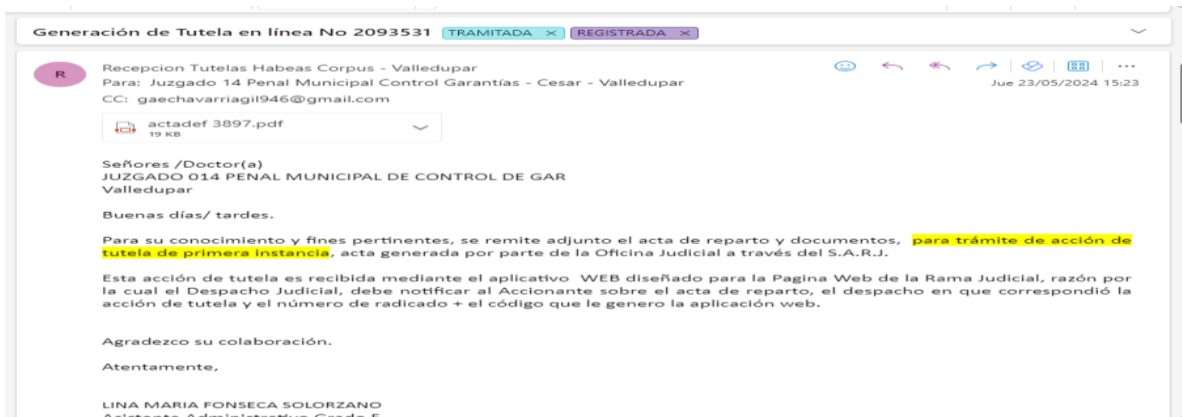 Generación de Tutela en línea No 2093531 TRAMITADA × REGISTRADA ×
R
Recepcion Tutelas Habeas Corpus - Valledupar
Para: Juzgado 14 Penal Municipal Control Garantías - Cesar - Valledupar
Jue 23/05/2024 15:23
CC: gaechavarriagil946@gmail.com
actadef 3897.pdf
19 KB
Señores /Doctor(a)
JUZGADO 014 PENAL MUNICIPAL DE CONTROL DE GAR
Valledupar
Buenas días/ tardes.
Para su conocimiento y fines pertinentes, se remite adjunto el acta de reparto y documentos, para trámite de acción de
tutela de primera instancia, acta generada por parte de la Oficina Judicial a través del S.A.R.J.
Esta acción de tutela es recibida mediante el aplicativo WEB diseñado para la Pagina Web de la Rama Judicial, razón por
la cual el Despacho Judicial, debe notificar al Accionante sobre el acta de reparto, el despacho en que correspondió la
acción de tutela y el número de radicado + el código que le genero la aplicación web.
Agradezco su colaboración.
Atentamente,
LINA MARIA FONSECA SOLORZANO
Asistente Administrativo Grado 5